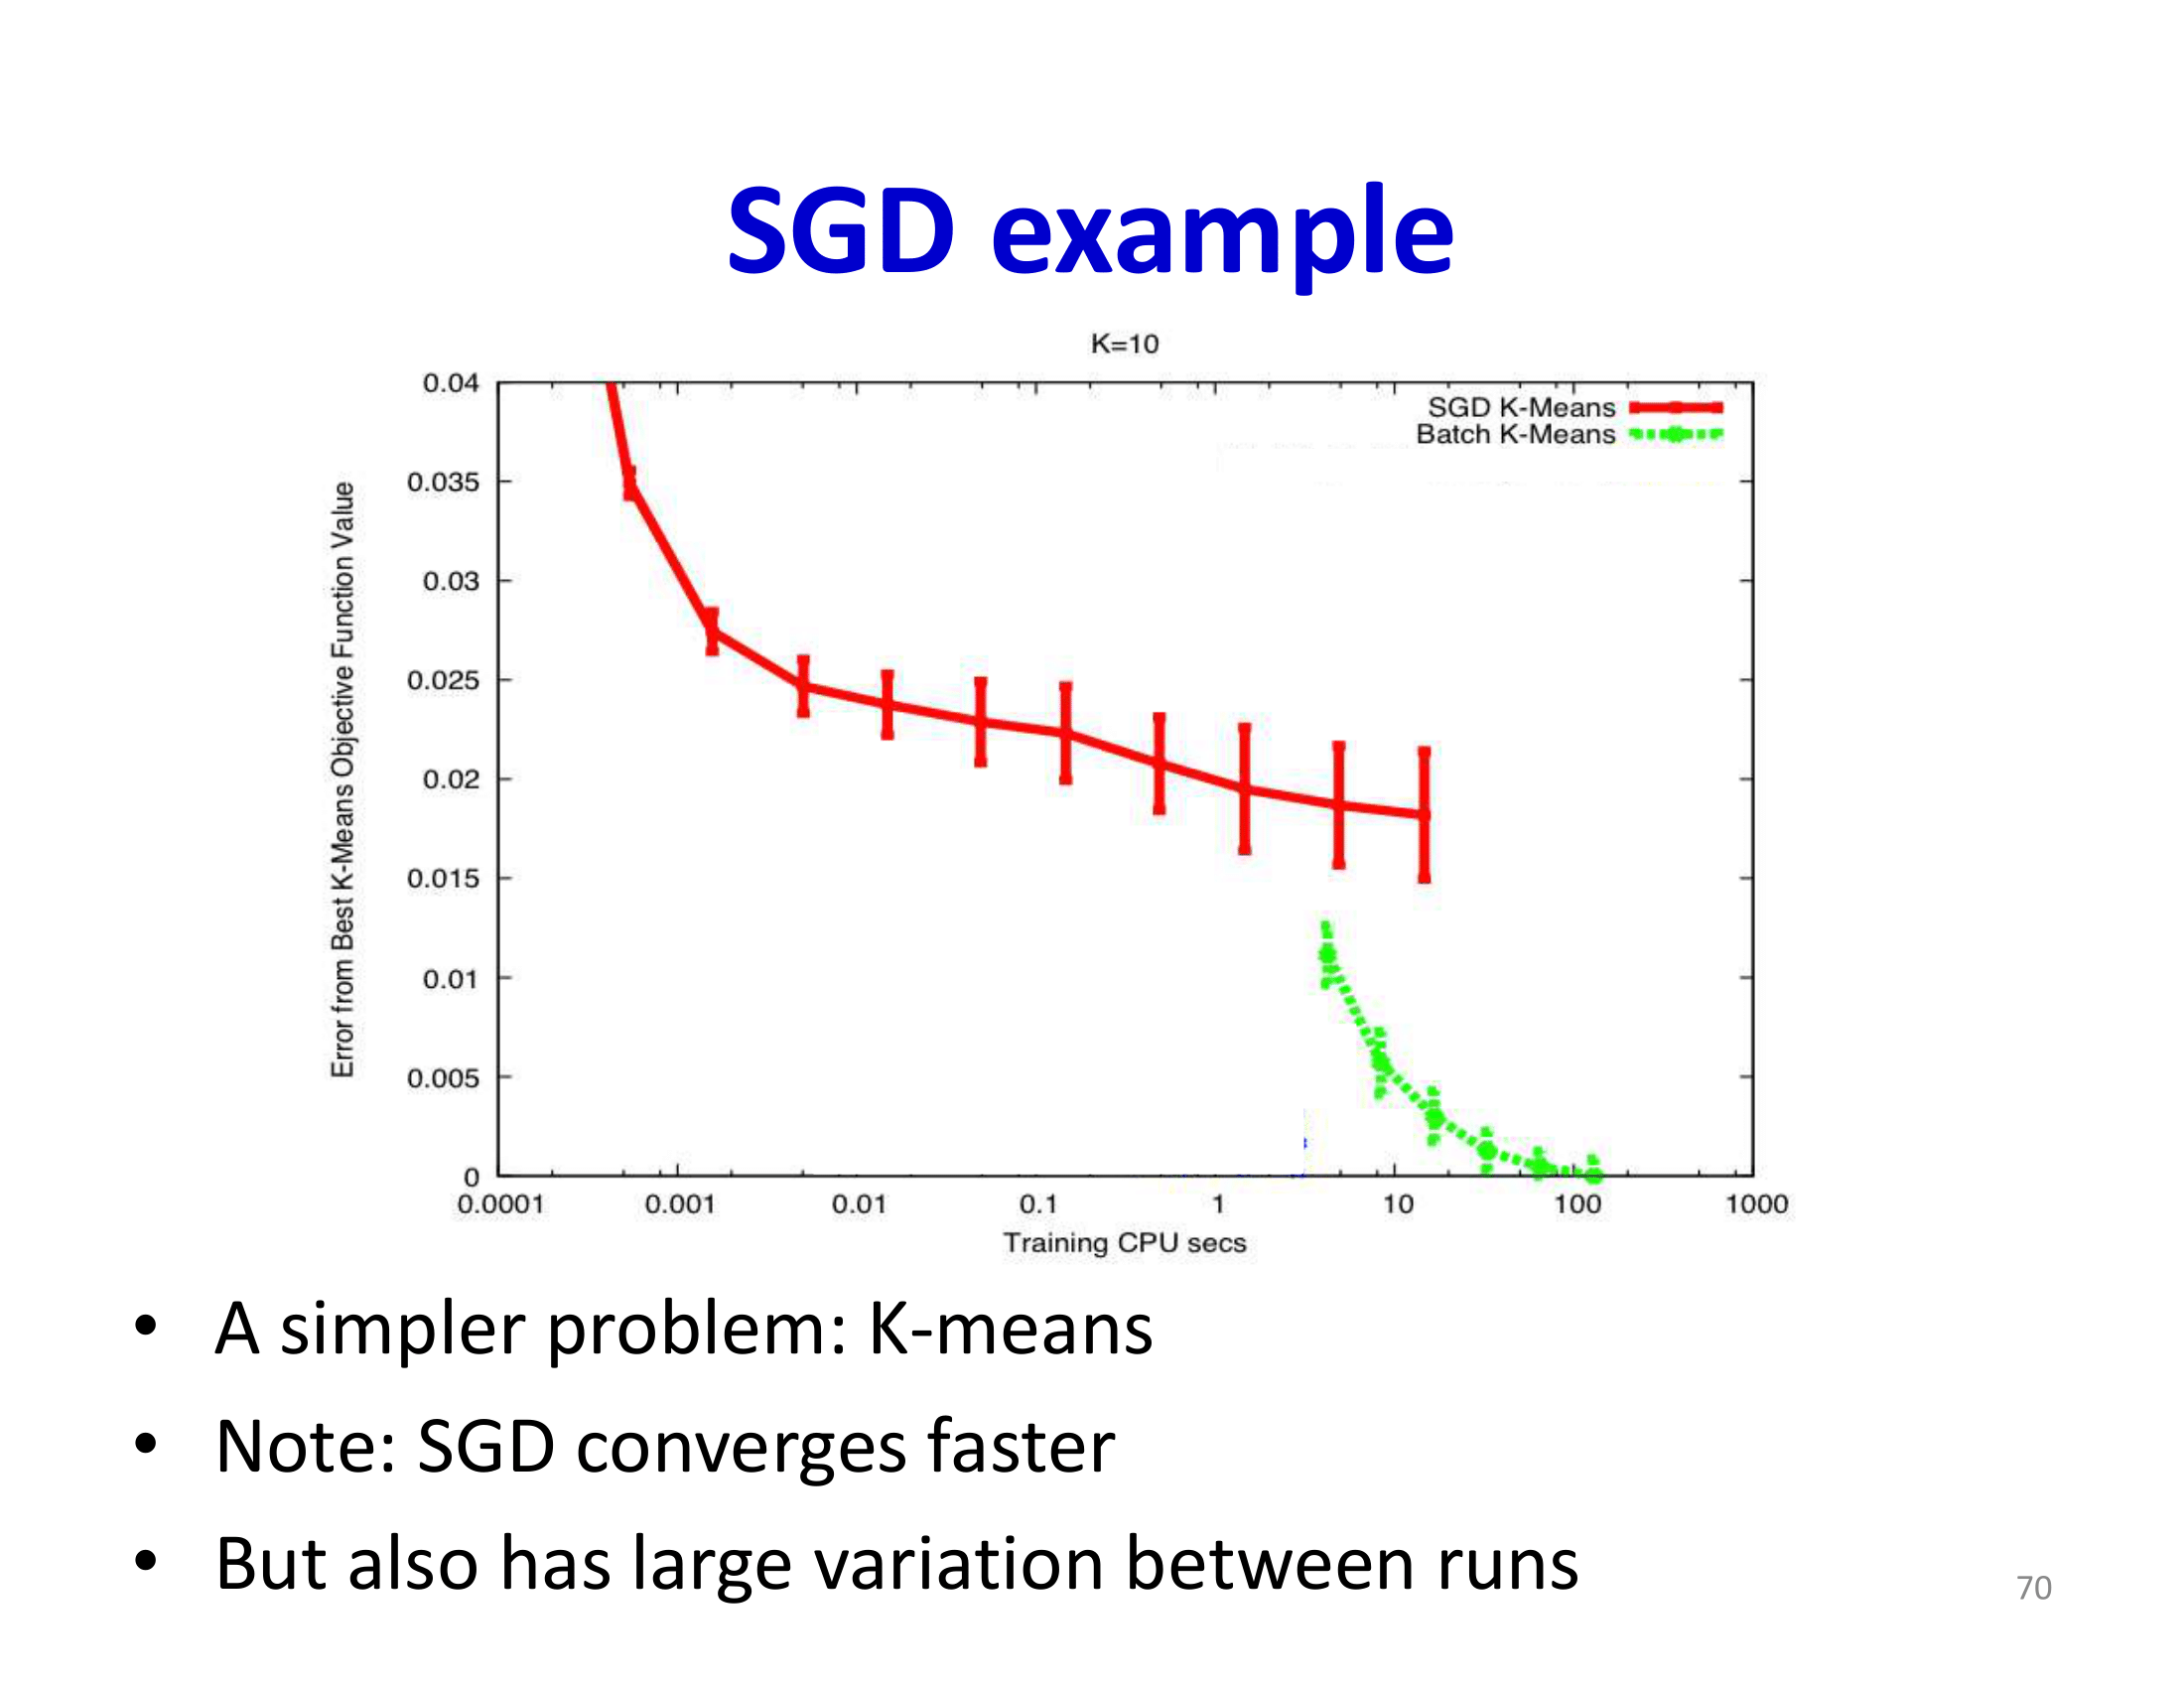 SGD example
K=10
SGD K-Means
Batch K-Means
Error from Best K-Means Objective Function Value
0.04
0.035
0.03
0.025
0.02
0.015
0.01
0.005
0
0.0001 0.001 0.01 0.1 1 10 100 1000
Training CPU secs
• A simpler problem: K-means
• Note: SGD converges faster
• But also has large variation between runs
70